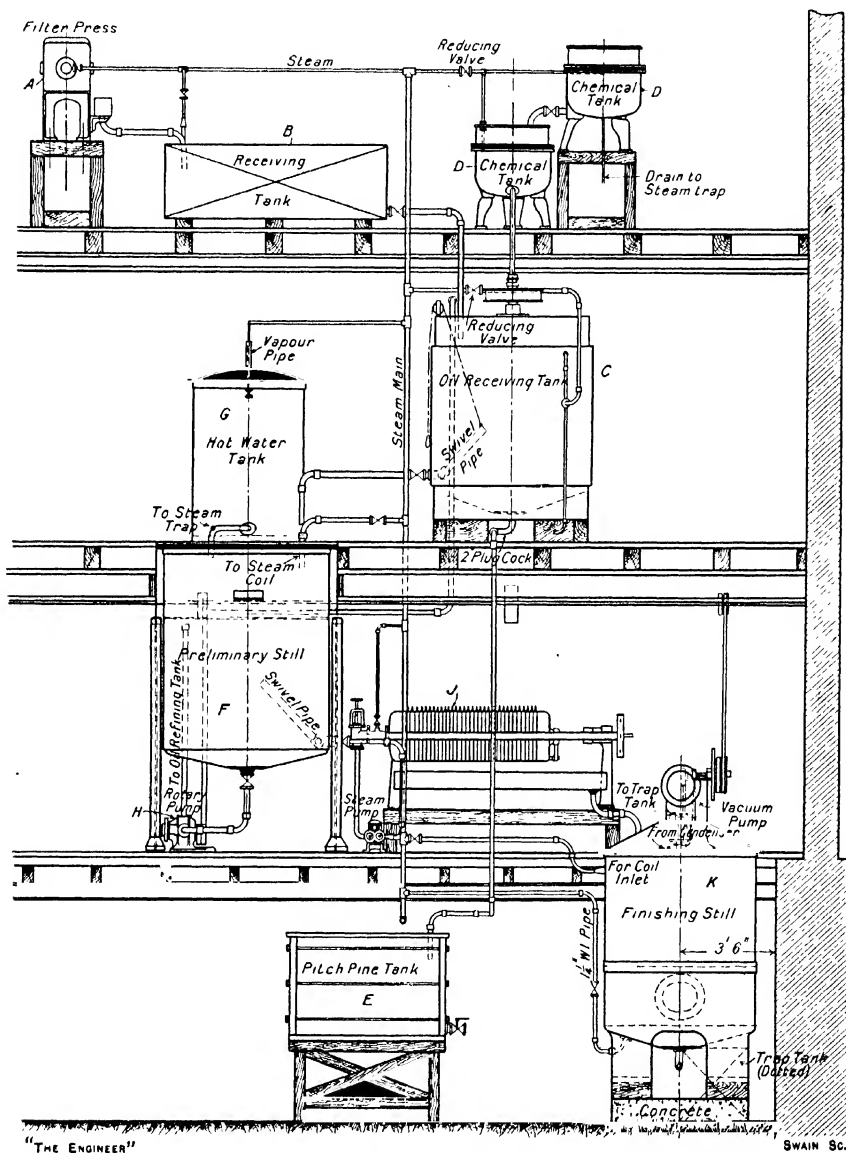 Filter Press
A
Steam
Reducing
Valve
Chemical
Tank
D
B
Receiving
Tank
D
Chemical
Tank
Drain to
Steam trap
Vapour
Pipe
Reducing
Valve
C
Oil Receiving Tank
G
Hot Water
Tank
Steam Main
Swivel
Pipe
To Steam
Trap
To Steam
Coil
2 Plug Cock
Preliminary Still
F
Swivel Pipe
To Oil Refining Tank
J
H
Rotary
Pump
Steam
Pump
To Trap
Tank
Vacuum
Pump
From Condenser
For Coil
Inlet
K
Finishing Still
3' 6"
1¼" W I Pipe
Pitch Pine Tank
E
Trap Tank
(Dotted)
Concrete
"THE ENGINEER"
SWAIN SC.